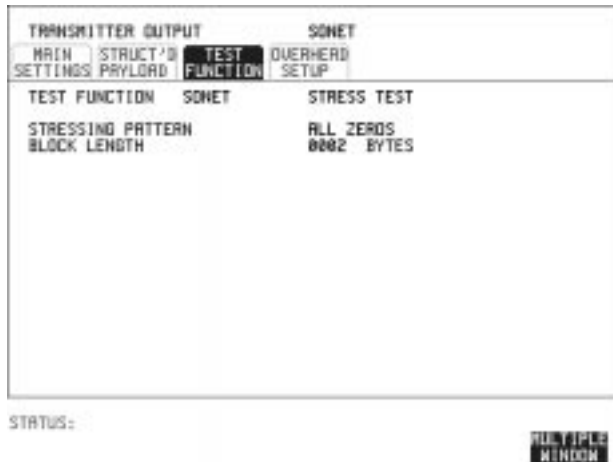 TRANSMITTER OUTPUT SONET
MAIN SETTINGS STRUCT'D PAYLOAD TEST FUNCTION OVERHEAD SETUP
TEST FUNCTION SONET STRESS TEST
STRESSING PATTERN ALL ZEROS
BLOCK LENGTH 0002 BYTES
STATUS:
MULTIPLE
WINDOW